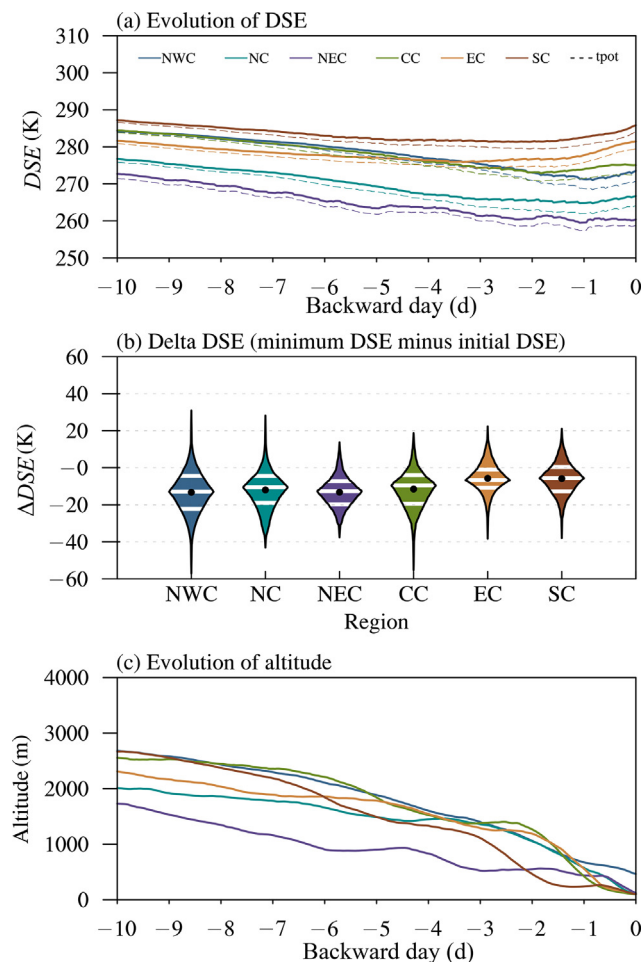 (a) Evolution of DSE
310
300
290
280
270
260
250
DSE (K)
NWC NC NEC CC EC SC tpot
−10 −9 −8 −7 −6 −5 −4 −3 −2 −1 0
Backward day (d)
(b) Delta DSE (minimum DSE minus initial DSE)
60
40
20
−0
−20
−40
−60
ΔDSE (K)
NWC NC NEC CC EC SC
Region
(c) Evolution of altitude
4000
3000
2000
1000
0
Altitude (m)
−10 −9 −8 −7 −6 −5 −4 −3 −2 −1 0
Backward day (d)